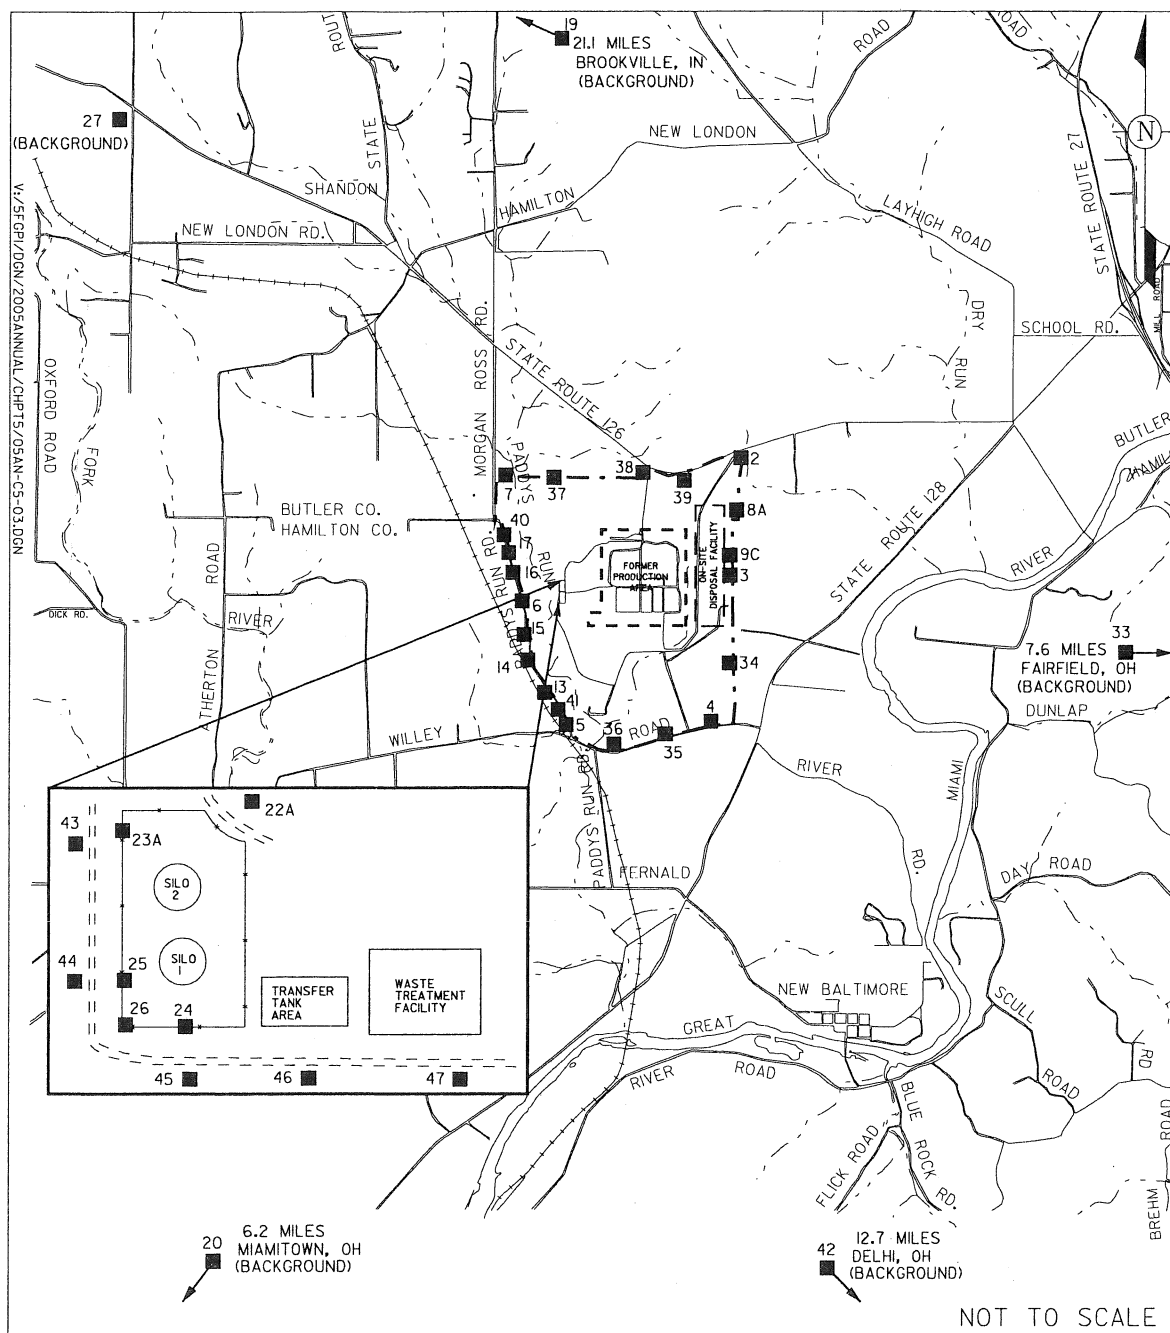 19
21.1 MILES
BROOKVILLE, IN
(BACKGROUND)
ROAD
ROAD
ROUT
STATE
27
(BACKGROUND)
NEW LONDON
N
SHANDON
HAMILTON
LAYHIGH ROAD
STATE ROUTE 27
NEW LONDON RD.
V:/5FGP1/DGN/2005ANNUAL/CHPT5/05AN-C5-03.DGN
MORGAN ROSS RD.
DRY RUN
SCHOOL RD.
MILL ROAD
STATE ROUTE 126
OXFORD ROAD
FORK
BUTLER
HAMIL
PADDYS RUN
7
37
38
39
2
8A
STATE ROUTE 128
BUTLER CO.
HAMILTON CO.
40
17
16
6
15
14
13
41
5
9C
3
34
4
35
36
FORMER
PRODUCTION
AREA
ON-SITE
DISPOSAL FACILITY
RIVER
DICK RD.
RIVER
ATHERTON ROAD
PADDYS RUN RD.
33
7.6 MILES
FAIRFIELD, OH
(BACKGROUND)
DUNLAP
WILLEY
ROAD
RIVER
RD.
MIAMI
PADDYS RUN RD.
FERNALD
DAY ROAD
22A
43
23A
SILO
2
44
25
SILO
1
26
24
TRANSFER
TANK
AREA
WASTE
TREATMENT
FACILITY
45
46
47
NEW BALTIMORE
GREAT
SCULL
ROAD
RD
RIVER
ROAD
BLUE ROCK RD.
FLICK ROAD
BREHM
ROAD
20
6.2 MILES
MIAMITOWN, OH
(BACKGROUND)
42
12.7 MILES
DELHI, OH
(BACKGROUND)
NOT TO SCALE